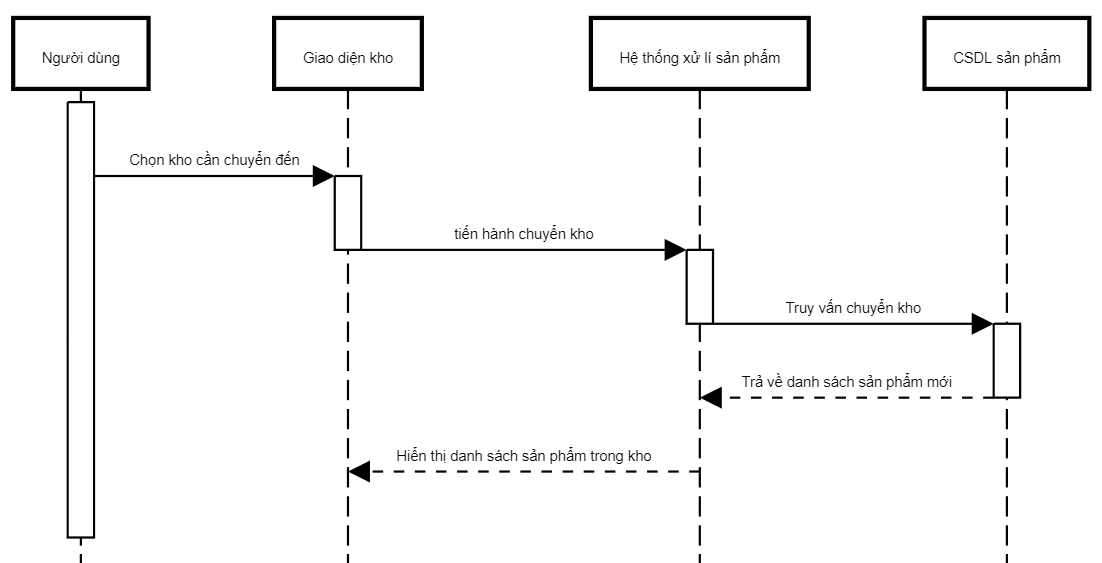 Người dùng
Giao diện kho
Hệ thống xử lí sản phẩm
CSDL sản phẩm
Chọn kho cần chuyển đến
tiến hành chuyển kho
Truy vấn chuyển kho
Trả về danh sách sản phẩm mới
Hiển thị danh sách sản phẩm trong kho